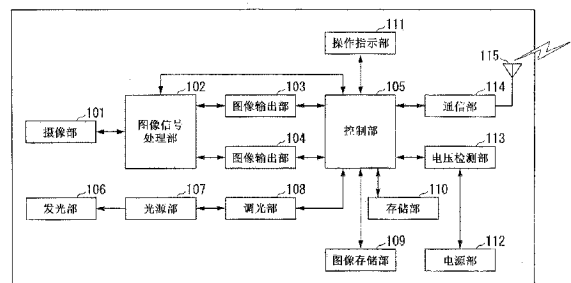 111
操作指示部
115
102
103
105
114
图像输出部
通信部
101
图像信号
处理部
控制部
摄像部
104
113
图像输出部
电压检测部
106
107
108
110
发光部
光源部
调光部
存储部
109
112
图像存储部
电源部